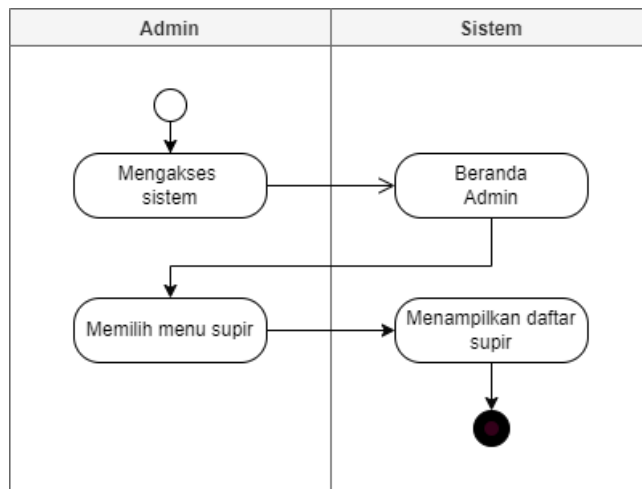 Admin
Sistem
Mengakses
sistem
Beranda
Admin
Memilih menu supir
Menampilkan daftar
supir